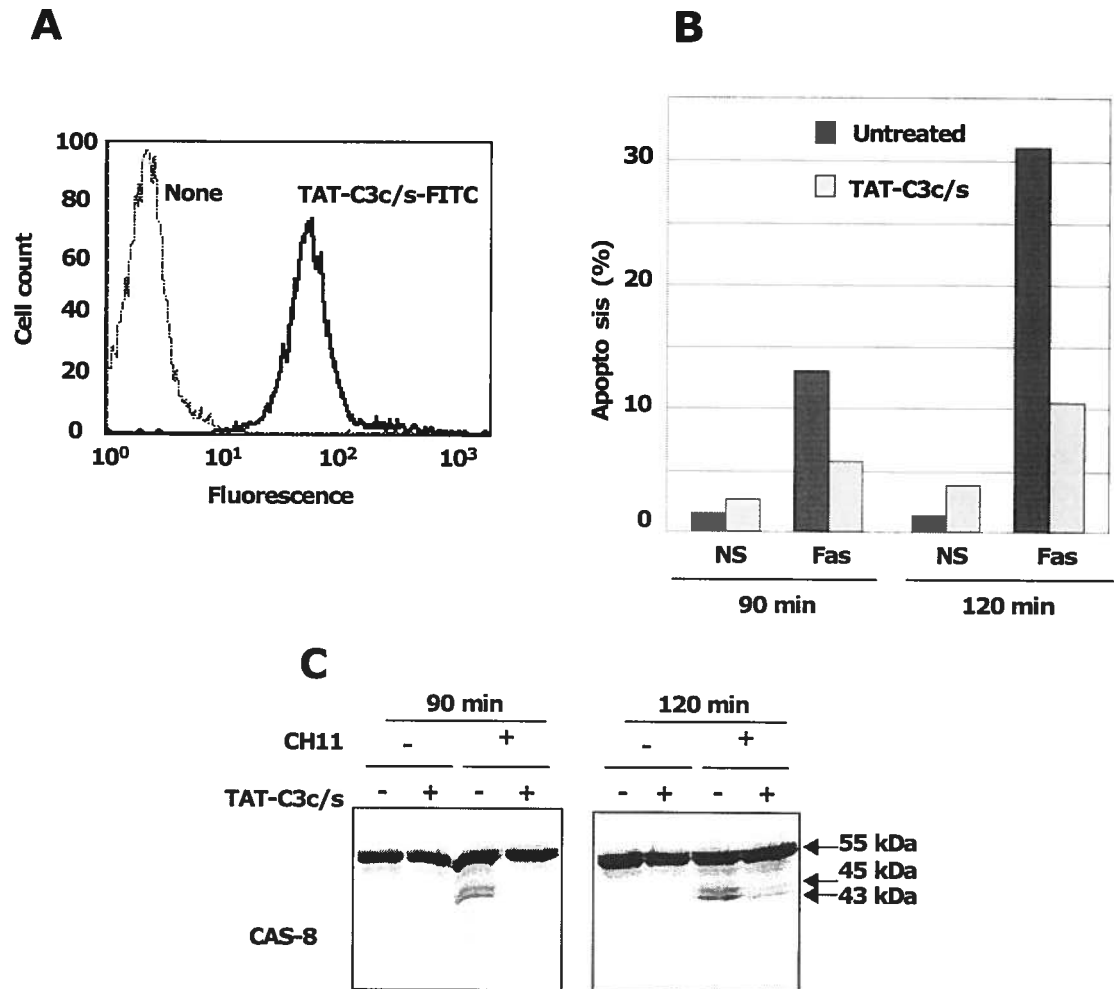 A
100
80
60
40
20
0
Cell count
None
TAT-C3c/s-FITC
10⁰ 10¹ 10² 10³
Fluorescence
B
30
20
10
0
Apopto sis (%)
Untreated
TAT-C3c/s
NS Fas NS Fas
90 min 120 min
C
90 min 120 min
CH11 - + - +
TAT-C3c/s - + - + - + - +
55 kDa
45 kDa
43 kDa
CAS-8